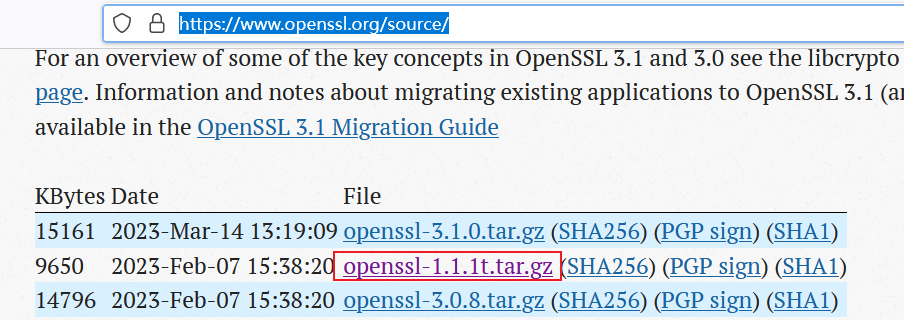 https://www.openssl.org/source/
For an overview of some of the key concepts in OpenSSL 3.1 and 3.0 see the libcrypto
page. Information and notes about migrating existing applications to OpenSSL 3.1 (an
available in the OpenSSL 3.1 Migration Guide
KBytes Date File
15161 2023-Mar-14 13:19:09 openssl-3.1.0.tar.gz (SHA256) (PGP sign) (SHA1)
9650 2023-Feb-07 15:38:20 openssl-1.1.1t.tar.gz (SHA256) (PGP sign) (SHA1)
14796 2023-Feb-07 15:38:20 openssl-3.0.8.tar.gz (SHA256) (PGP sign) (SHA1)